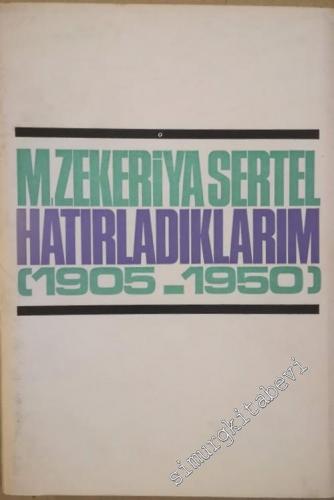 M. ZEKERİYA SERTEL
HATIRLADIKLARIM
(1905-1950)
simurgkitabevi